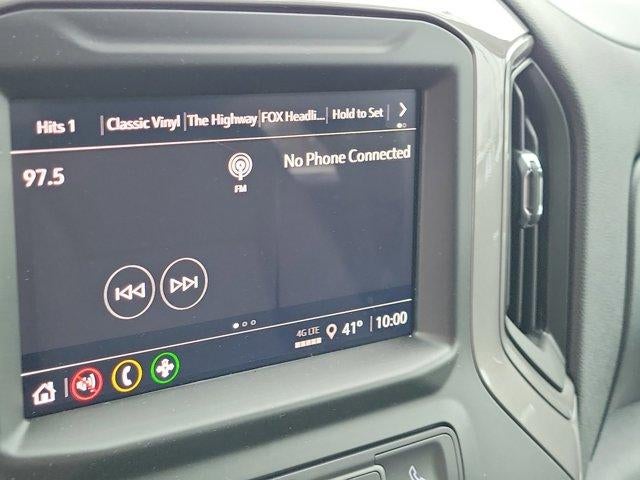 Hits 1 | Classic Vinyl | The Highway | FOX Headli... | Hold to Set
97.5
FM
No Phone Connected
4G LTE 41° 10:00